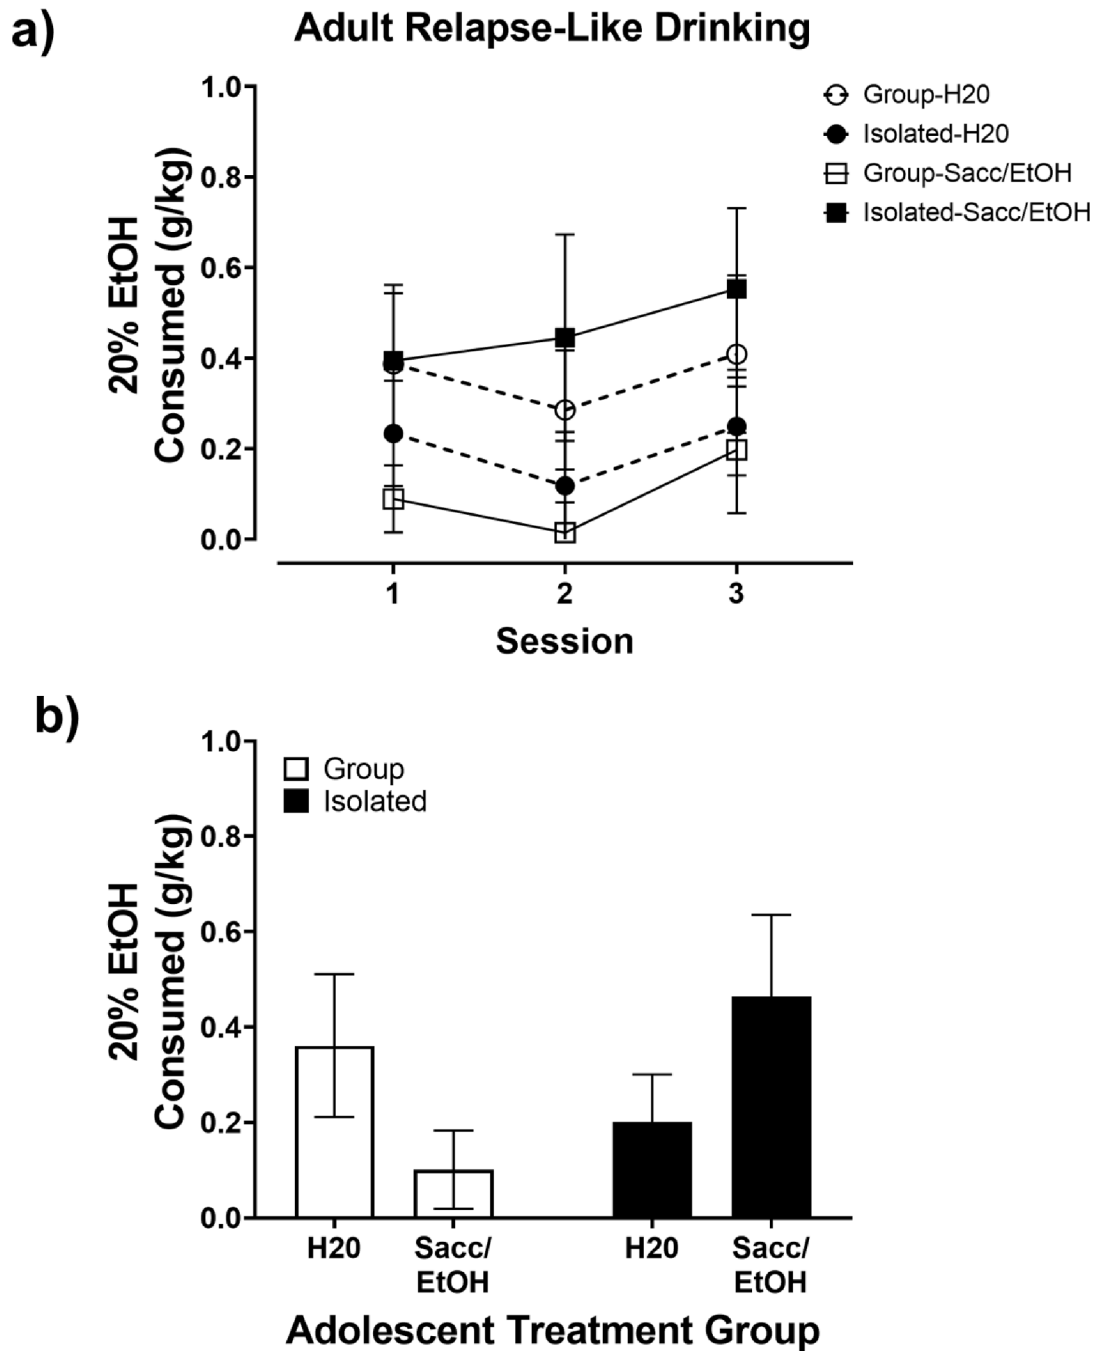 a)
Adult Relapse-Like Drinking
20% EtOH
Consumed (g/kg)
1.0
0.8
0.6
0.4
0.2
0.0
Group-H20
Isolated-H20
Group-Sacc/EtOH
Isolated-Sacc/EtOH
1 2 3
Session
b)
20% EtOH
Consumed (g/kg)
1.0
0.8
0.6
0.4
0.2
0.0
Group
Isolated
H20 Sacc/ H20 Sacc/
EtOH EtOH
Adolescent Treatment Group